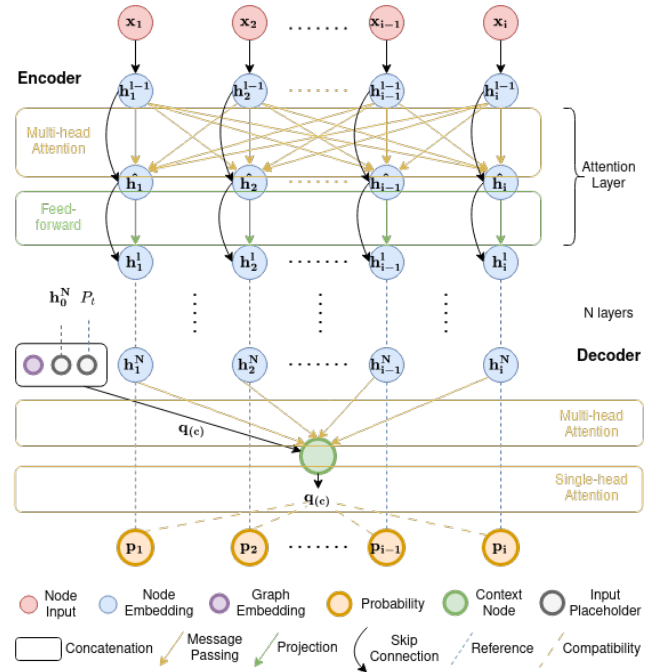 x₁ x₂ ······· xᵢ₋₁ xᵢ
Encoder
h₁ˡ⁻¹ h₂ˡ⁻¹ ······· hᵢ₋₁ˡ⁻¹ hᵢˡ⁻¹
Multi-head
Attention
Attention
Layer
ĥ₁ ĥ₂ ······· ĥᵢ₋₁ ĥᵢ
Feed-
forward
h₁ˡ h₂ˡ ······· hᵢ₋₁ˡ hᵢˡ
h₀ᴺ Pₜ
N layers
Decoder
h₁ᴺ h₂ᴺ ······· hᵢ₋₁ᴺ hᵢᴺ
Multi-head
Attention
q₍c₎
Single-head
Attention
q₍c₎
p₁ p₂ ······· pᵢ₋₁ pᵢ
Node
Input
Node
Embedding
Graph
Embedding
Probability
Context
Node
Input
Placeholder
Concatenation
Message
Passing
Projection
Skip
Connection
Reference
Compatibility